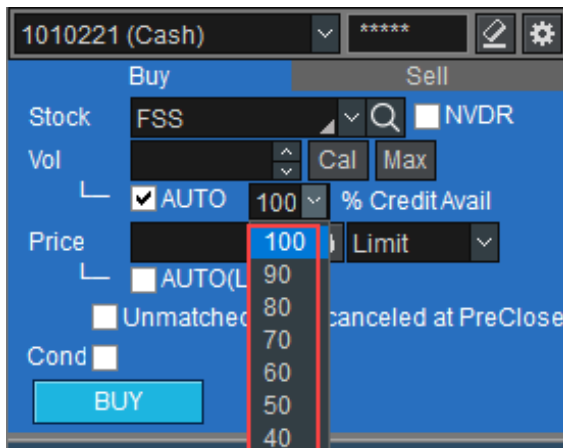 1010221 (Cash) *****
Buy Sell
Stock FSS NVDR
Vol Cal Max
AUTO 100 % Credit Avail
Price 100 Limit
AUTO(L 90
Unmatched 80 canceled at PreClose
70
Cond 60
BUY 50
40